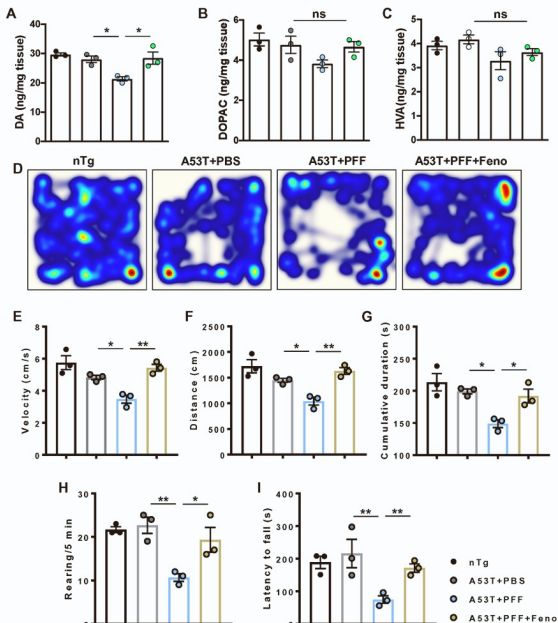 A
B
C
DA (ng/mg tissue)
40
30
20
10
0
* *
DOPAC (ng/mg tissue)
6
4
2
0
ns
HVA(ng/mg tissue)
5
4
3
2
1
0
ns
D
nTg A53T+PBS A53T+PFF A53T+PFF+Feno
E
F
G
Velocity (cm/s)
8
6
4
2
0
* **
Distance (cm)
2500
2000
1500
1000
500
0
* **
Cumulative duration (s)
300
250
200
150
100
* *
H
I
Rearing/5 min
30
20
10
0
** *
Latency to fall (s)
400
300
200
100
0
** **
nTg
A53T+PBS
A53T+PFF
A53T+PFF+Feno